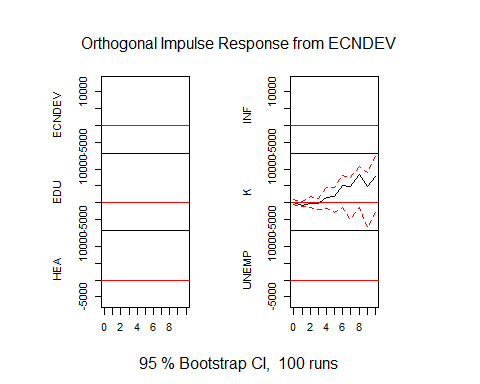 Orthogonal Impulse Response from ECNDEV
ECNDEV
10000
-5000
EDU
10000
-5000
HEA
10000
-5000
0 2 4 6 8
INF
10000
-5000
K
10000
-5000
UNEMP
10000
-5000
0 2 4 6 8
95 % Bootstrap CI, 100 runs